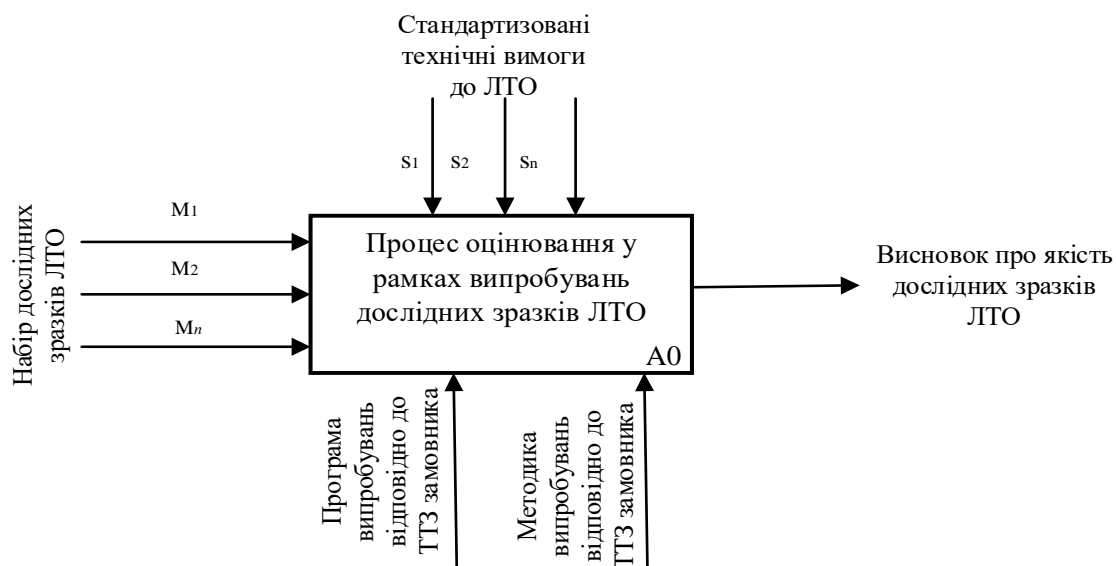 Стандартизовані
технічні вимоги
до ЛТО
S1 S2 Sn
Набір дослідних
зразків ЛТО
M1
M2
Mn
Процес оцінювання у
рамках випробувань
дослідних зразків ЛТО
A0
Висновок про якість
дослідних зразків
ЛТО
Програма
випробувань
відповідно до
ТТЗ замовника
Методика
випробувань
відповідно до
ТТЗ замовника